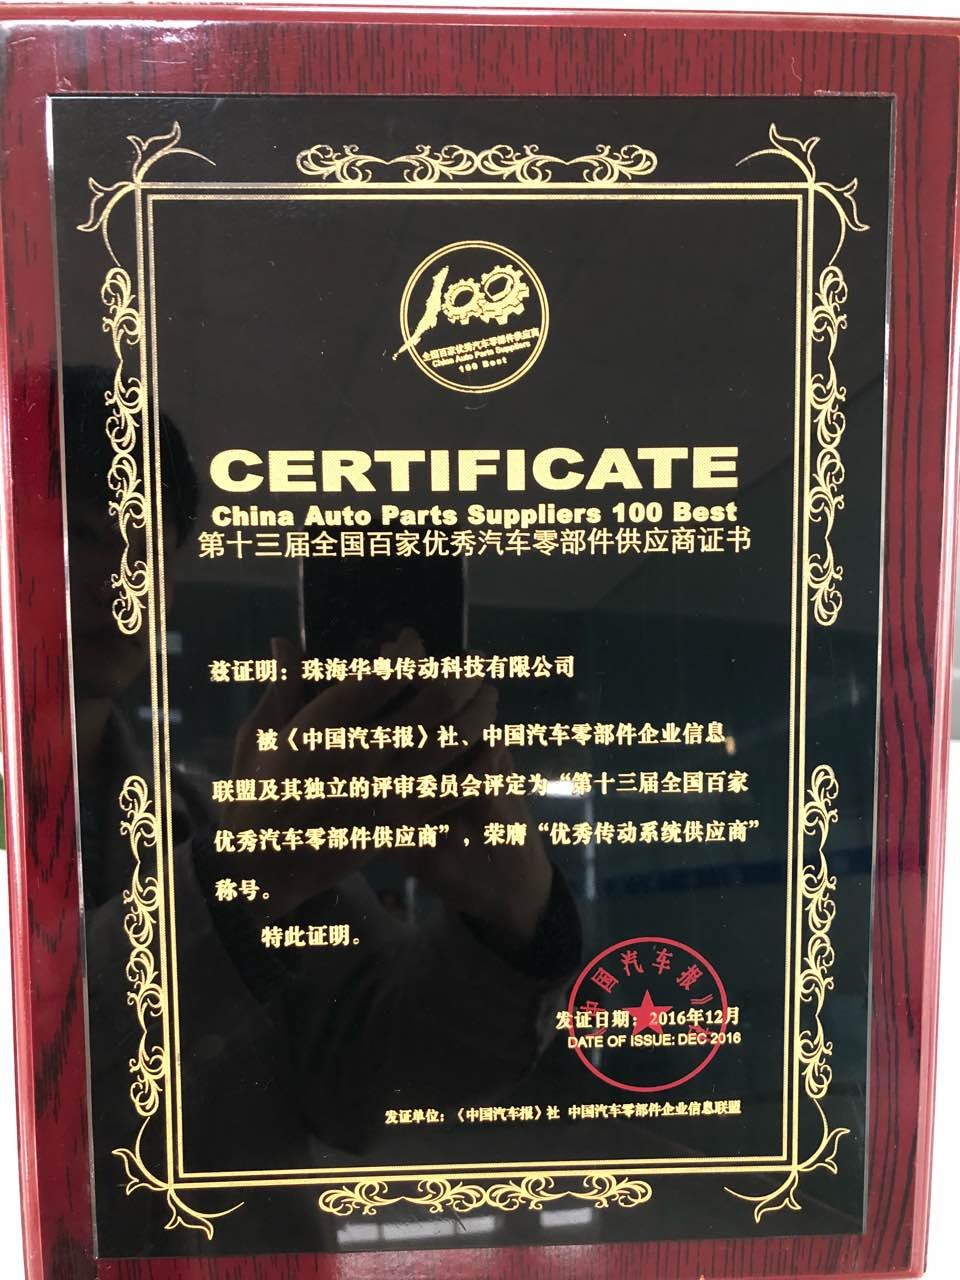 100
全国百家优秀汽车零部件供应商
China Auto Parts Suppliers
100 Best
CERTIFICATE
China Auto Parts Suppliers 100 Best
第十三届全国百家优秀汽车零部件供应商证书
兹证明：珠海华粤传动科技有限公司
被《中国汽车报》社、中国汽车零部件企业信息
联盟及其独立的评审委员会评定为“第十三届全国百家
优秀汽车零部件供应商”，荣膺“优秀传动系统供应商”
称号。
特此证明。
《中国汽车报》社
发证日期：2016年12月
DATE OF ISSUE: DEC 2016
发证单位：《中国汽车报》社 中国汽车零部件企业信息联盟